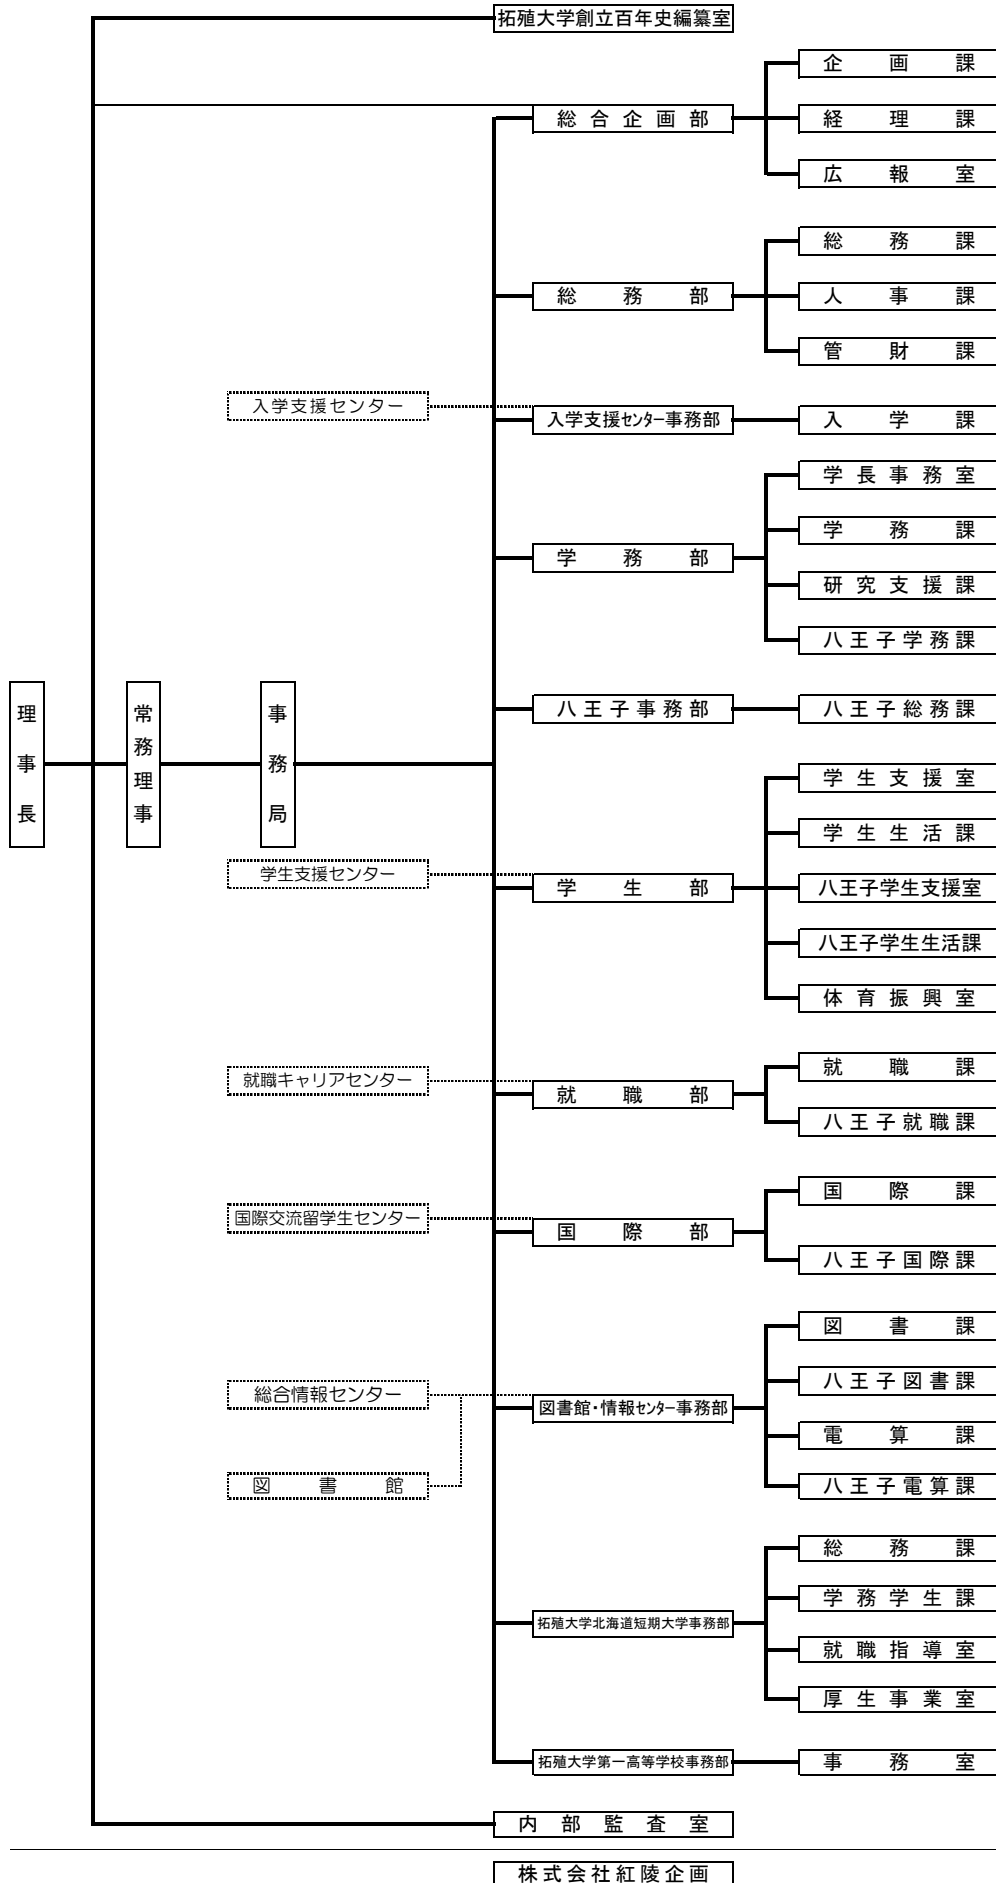 拓殖大学創立百年史編纂室
企画課
総合企画部
経理課
広報室
総務課
総務部
人事課
管財課
入学支援センター
入学支援センター事務部
入学課
学長事務室
学務課
学務部
研究支援課
八王子学務課
理事長
常務理事
事務局
八王子事務部
八王子総務課
学生支援室
学生生活課
学生支援センター
学生部
八王子学生支援室
八王子学生生活課
体育振興室
就職課
就職キャリアセンター
就職部
八王子就職課
国際課
国際交流留学生センター
国際部
八王子国際課
図書課
八王子図書課
総合情報センター
図書館・情報センター事務部
電算課
図書館
八王子電算課
総務課
学務学生課
拓殖大学北海道短期大学事務部
就職指導室
厚生事業室
拓殖大学第一高等学校事務部
事務室
内部監査室
株式会社紅陵企画